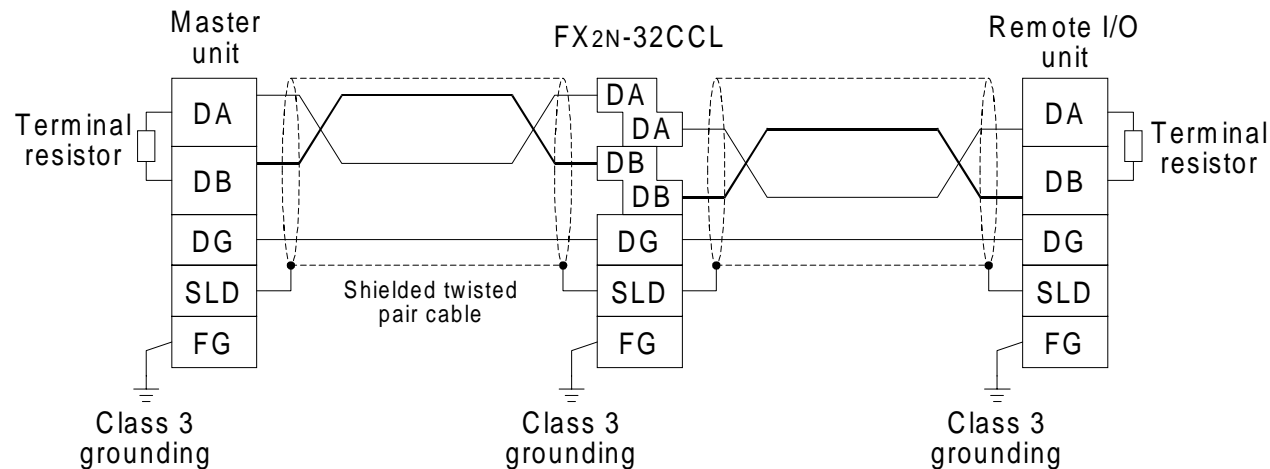 Master
unit
FX2N-32CCL
Remote I/O
unit
Terminal
resistor
DA
DB
DG
SLD
FG
DA
DA
DB
DB
DG
SLD
FG
DA
DB
DG
SLD
FG
Terminal
resistor
Shielded twisted
pair cable
Class 3
grounding
Class 3
grounding
Class 3
grounding